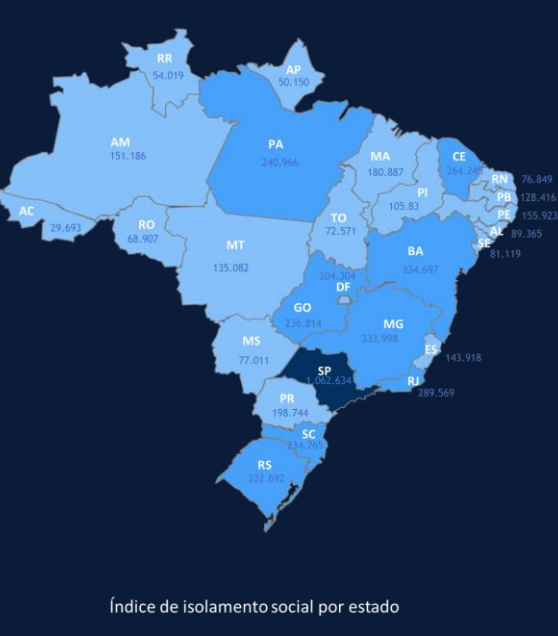 RR
54.019
AP
50.150
AM
151.186
PA
240.966
MA
180.887
CE
264.245
RN
76.849
PI
105.83
PB
128.416
PE
155.923
AL
89.365
SE
81.119
AC
29.693
RO
68.907
TO
72.571
MT
135.082
BA
334.697
204.304
DF
GO
236.814
MG
333.998
MS
77.011
ES
143.918
SP
1,062.634
RJ
289.569
PR
198.744
SC
234.765
RS
222.692
Índice de isolamento social por estado